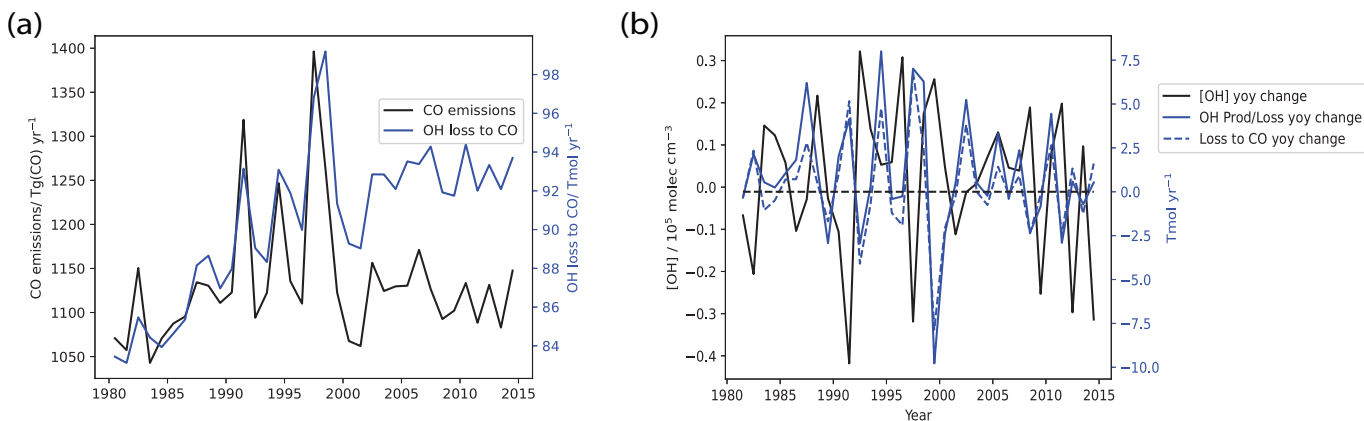 (a)
CO emissions/ Tg(CO) yr⁻¹
1400
1350
1300
1250
1200
1150
1100
1050
1980 1985 1990 1995 2000 2005 2010 2015
98
96
94
92
90
88
86
84
OH loss to CO/ Tmol yr⁻¹
CO emissions
OH loss to CO
(b)
[OH] / 10⁵ molec cm⁻³
0.3
0.2
0.1
0.0
−0.1
−0.2
−0.3
−0.4
1980 1985 1990 1995 2000 2005 2010 2015
Year
7.5
5.0
2.5
0.0
−2.5
−5.0
−7.5
−10.0
Tmol yr⁻¹
[OH] yoy change
OH Prod/Loss yoy change
Loss to CO yoy change